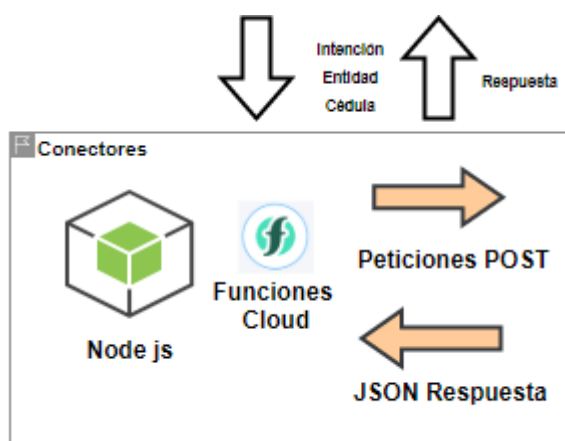 Intención
Entidad
Cédula
Respuesta
Conectores
Node js
Funciones
Cloud
Peticiones POST
JSON Respuesta